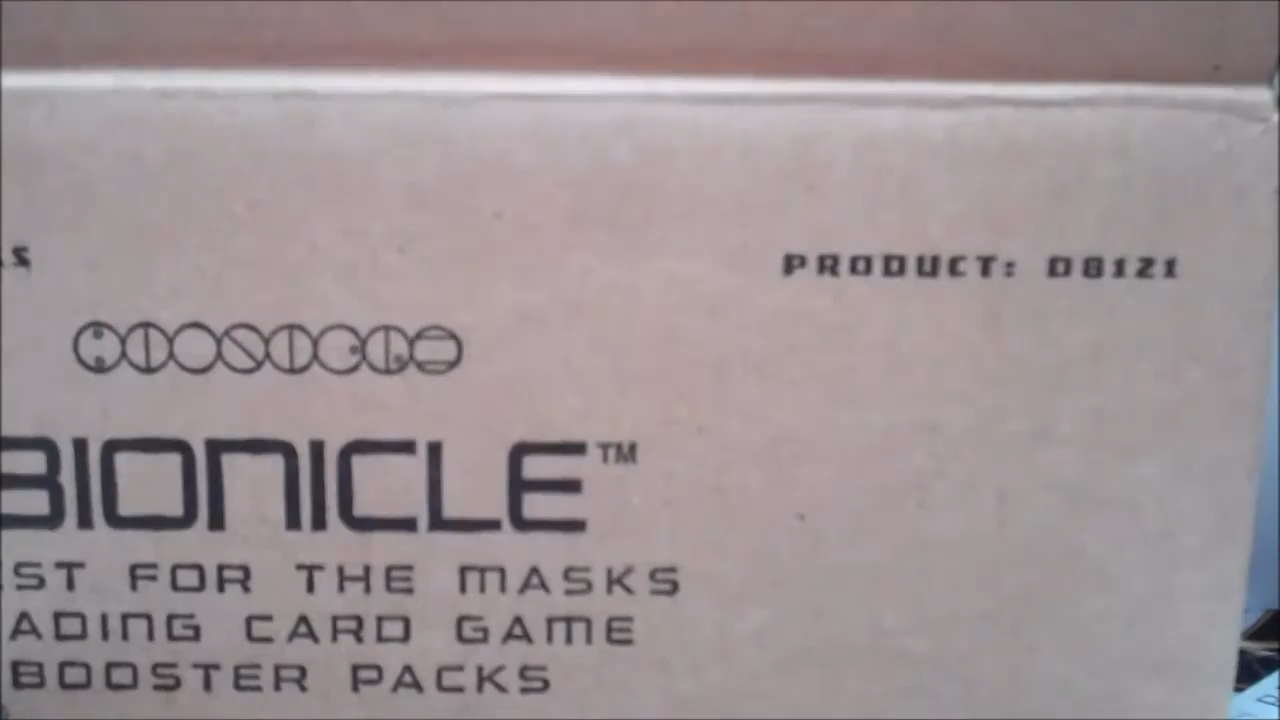 PRODUCT: D8121
BIONICLE™
ST FOR THE MASKS
ADING CARD GAME
BOOSTER PACKS